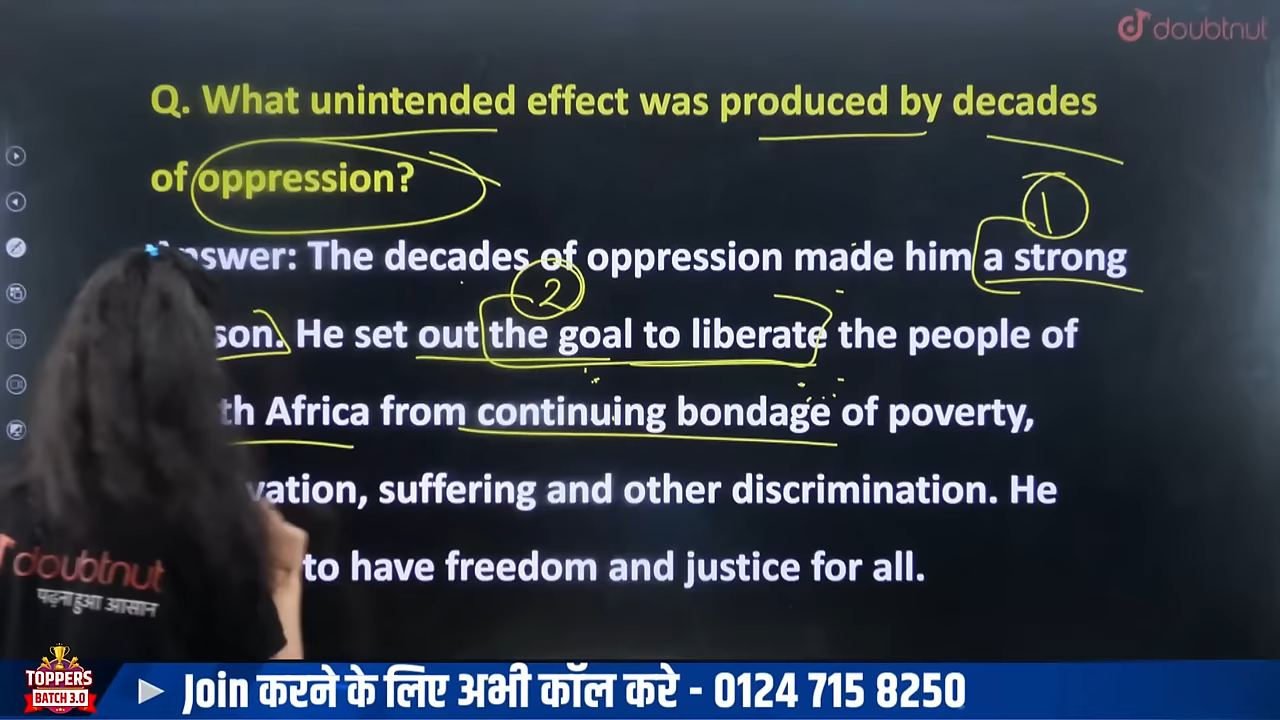 doubtnut
Q. What unintended effect was produced by decades
of oppression?
1
Answer: The decades of oppression made him a strong
2
son. He set out the goal to liberate the people of
th Africa from continuing bondage of poverty,
vation, suffering and other discrimination. He
to have freedom and justice for all.
doubtnut
पढ़ना हुआ आसान
TOPPERS
BATCH 3.0
Join करने के लिए अभी कॉल करे - 0124 715 8250